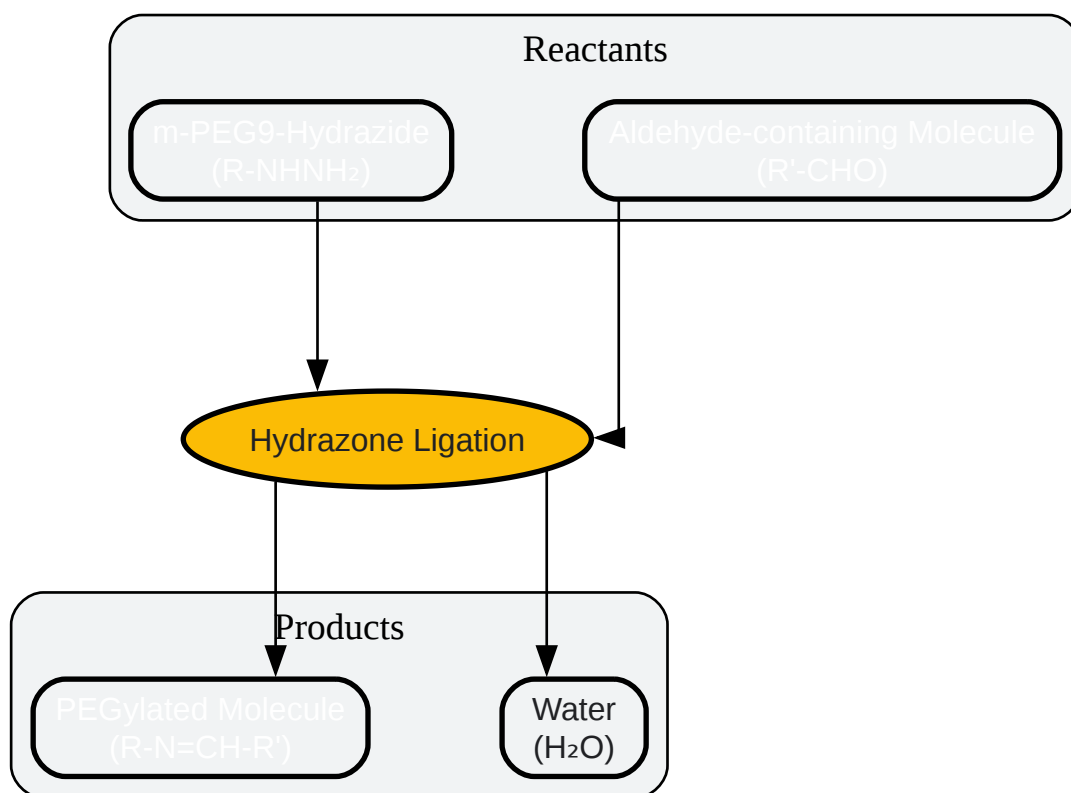 Reactants
m-PEG9-Hydrazide
(R-NHNH₂)
Aldehyde-containing Molecule
(R'-CHO)
Hydrazone Ligation
Products
PEGylated Molecule
(R-N=CH-R')
Water
(H₂O)